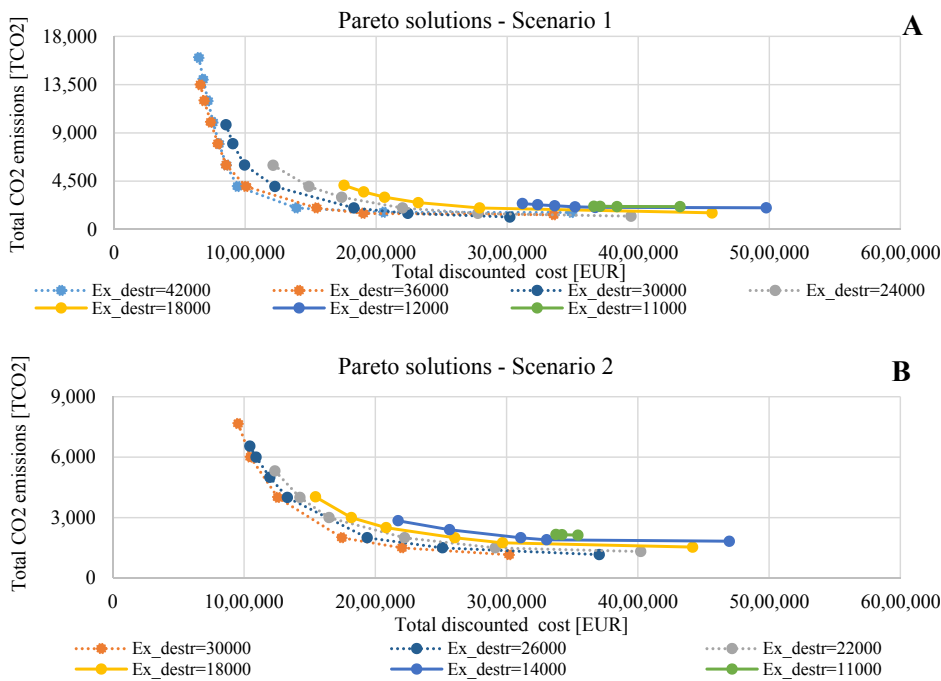 Pareto solutions - Scenario 1
A
Total CO2 emissions [TCO2]
18,000
13,500
9,000
4,500
0
0 10,00,000 20,00,000 30,00,000 40,00,000 50,00,000 60,00,000
Total discounted cost [EUR]
Ex_destr=42000 Ex_destr=36000 Ex_destr=30000 Ex_destr=24000
Ex_destr=18000 Ex_destr=12000 Ex_destr=11000
Pareto solutions - Scenario 2
B
Total CO2 emissions [TCO2]
9,000
6,000
3,000
0
0 10,00,000 20,00,000 30,00,000 40,00,000 50,00,000 60,00,000
Total discounted cost [EUR]
Ex_destr=30000 Ex_destr=26000 Ex_destr=22000
Ex_destr=18000 Ex_destr=14000 Ex_destr=11000